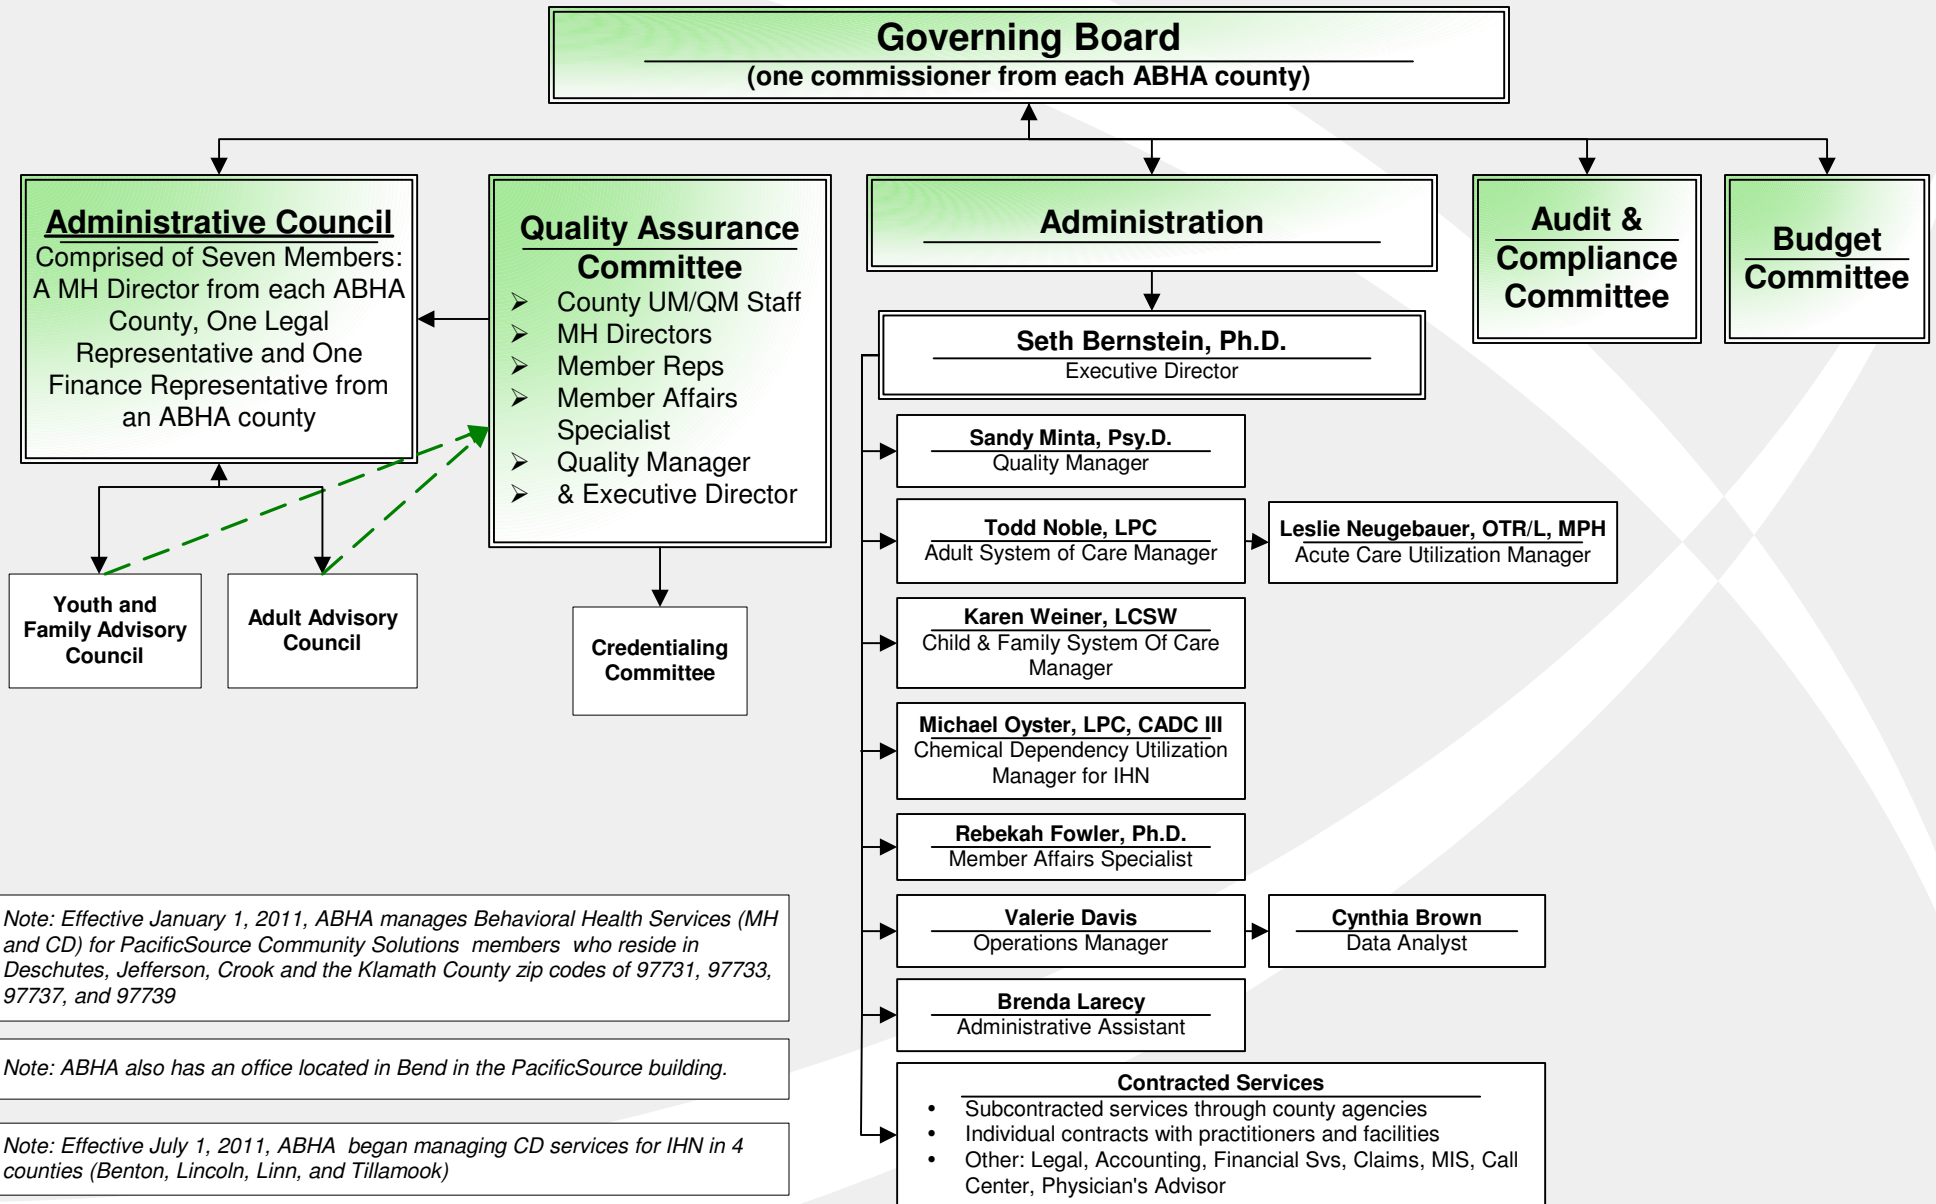 Governing Board
(one commissioner from each ABHA county)
Administrative Council
Comprised of Seven Members:
A MH Director from each ABHA
County, One Legal
Representative and One
Finance Representative from
an ABHA county
Quality Assurance
Committee
➢ County UM/QM Staff
➢ MH Directors
➢ Member Reps
➢ Member Affairs
Specialist
➢ Quality Manager
➢ & Executive Director
Administration
Audit &
Compliance
Committee
Budget
Committee
Seth Bernstein, Ph.D.
Executive Director
Sandy Minta, Psy.D.
Quality Manager
Todd Noble, LPC
Adult System of Care Manager
Leslie Neugebauer, OTR/L, MPH
Acute Care Utilization Manager
Youth and
Family Advisory
Council
Adult Advisory
Council
Credentialing
Committee
Karen Weiner, LCSW
Child & Family System Of Care
Manager
Michael Oyster, LPC, CADC III
Chemical Dependency Utilization
Manager for IHN
Rebekah Fowler, Ph.D.
Member Affairs Specialist
Valerie Davis
Operations Manager
Cynthia Brown
Data Analyst
Brenda Larecy
Administrative Assistant
Contracted Services
• Subcontracted services through county agencies
• Individual contracts with practitioners and facilities
• Other: Legal, Accounting, Financial Svs, Claims, MIS, Call
Center, Physician's Advisor
Note: Effective January 1, 2011, ABHA manages Behavioral Health Services (MH
and CD) for PacificSource Community Solutions members who reside in
Deschutes, Jefferson, Crook and the Klamath County zip codes of 97731, 97733,
97737, and 97739
Note: ABHA also has an office located in Bend in the PacificSource building.
Note: Effective July 1, 2011, ABHA began managing CD services for IHN in 4
counties (Benton, Lincoln, Linn, and Tillamook)